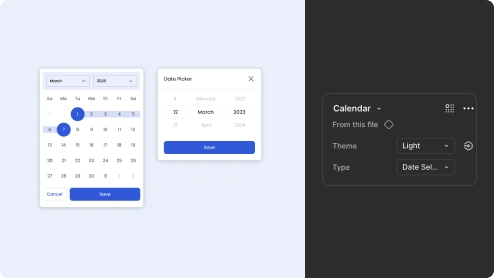 March 2025
Su Mo Tu We Th Fr Sa
1 1 2 3 4 5
6 7 8 9 10 11 12
13 14 15 16 17 18 19
20 21 22 23 24 25 26
27 28 29 30 31 1 2
Cancel Save
Date Picker
February 2022
12 March 2023
13 April 2024
Save
Calendar
From this file
Theme Light
Type Date Sel...